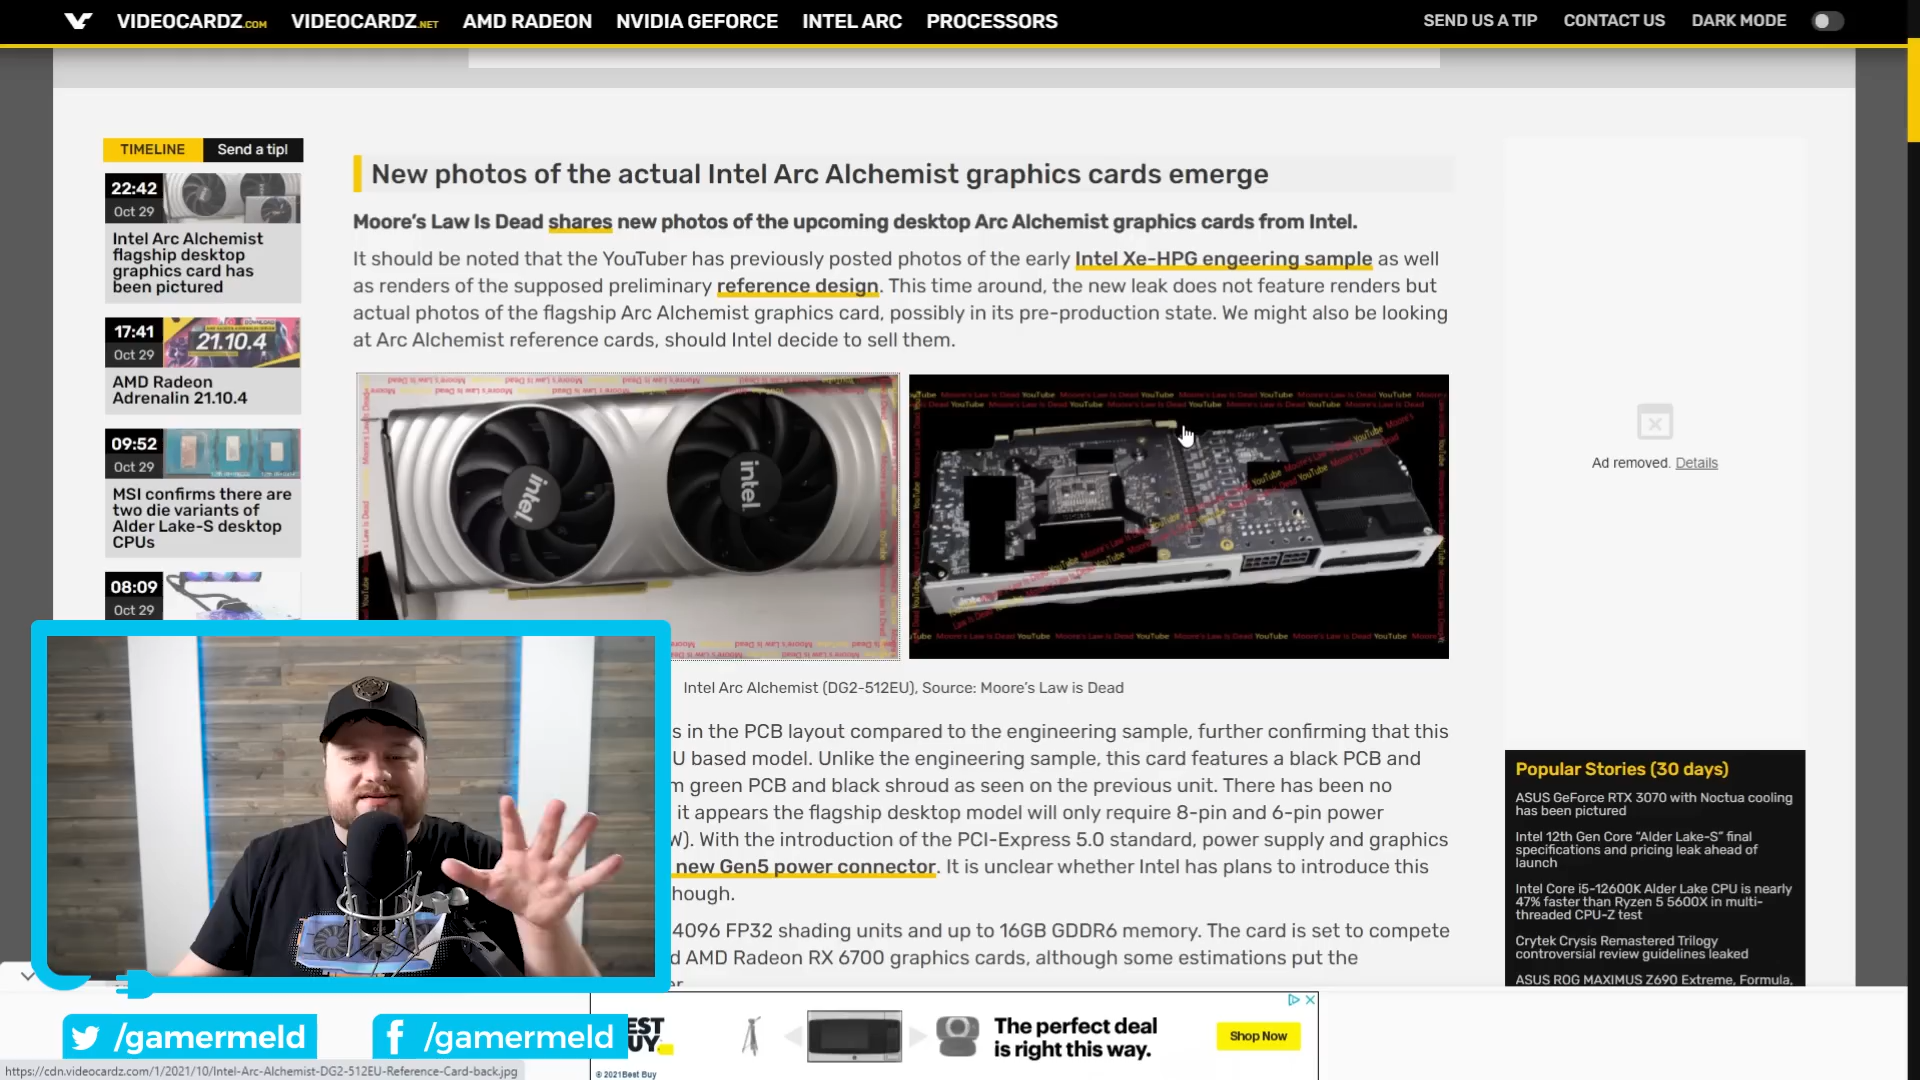 VIDEOCARDZ.COM
VIDEOCARDZ.NET
AMD RADEON
NVIDIA GEFORCE
INTEL ARC
PROCESSORS
SEND US A TIP
CONTACT US
DARK MODE
TIMELINE
Send a tip!
22:42
Oct 29
Intel Arc Alchemist
flagship desktop
graphics card has
been pictured
17:41
Oct 29
21.10.4
AMD Radeon
Adrenalin 21.10.4
09:52
Oct 29
MSI confirms there are
two die variants of
Alder Lake-S desktop
CPUs
08:09
Oct 29
New photos of the actual Intel Arc Alchemist graphics cards emerge
Moore's Law Is Dead shares new photos of the upcoming desktop Arc Alchemist graphics cards from Intel.
It should be noted that the YouTuber has previously posted photos of the early Intel Xe-HPG engeering sample as well
as renders of the supposed preliminary reference design. This time around, the new leak does not feature renders but
actual photos of the flagship Arc Alchemist graphics card, possibly in its pre-production state. We might also be looking
at Arc Alchemist reference cards, should Intel decide to sell them.
intel
intel
Moore's Law Is Dead YouTube
Intel Arc Alchemist (DG2-512EU), Source: Moore's Law is Dead
s in the PCB layout compared to the engineering sample, further confirming that this
U based model. Unlike the engineering sample, this card features a black PCB and
m green PCB and black shroud as seen on the previous unit. There has been no
it appears the flagship desktop model will only require 8-pin and 6-pin power
W). With the introduction of the PCI-Express 5.0 standard, power supply and graphics
new Gen5 power connector. It is unclear whether Intel has plans to introduce this
hough.
4096 FP32 shading units and up to 16GB GDDR6 memory. The card is set to compete
d AMD Radeon RX 6700 graphics cards, although some estimations put the
er.
Ad removed. Details
Popular Stories (30 days)
ASUS GeForce RTX 3070 with Noctua cooling
has been pictured
Intel 12th Gen Core "Alder Lake-S" final
specifications and pricing leak ahead of
launch
Intel Core i5-12600K Alder Lake CPU is nearly
47% faster than Ryzen 5 5600X in multi-
threaded CPU-Z test
Crytek Crysis Remastered Trilogy
controversial review guidelines leaked
ASUS ROG MAXIMUS Z690 Extreme, Formula,
/gamermeld
/gamermeld
EST
BUY
The perfect deal
is right this way.
Shop Now
© 2021 Best Buy
https://cdn.videocardz.com/1/2021/10/Intel-Arc-Alchemist-DG2-512EU-Reference-Card-back.jpg